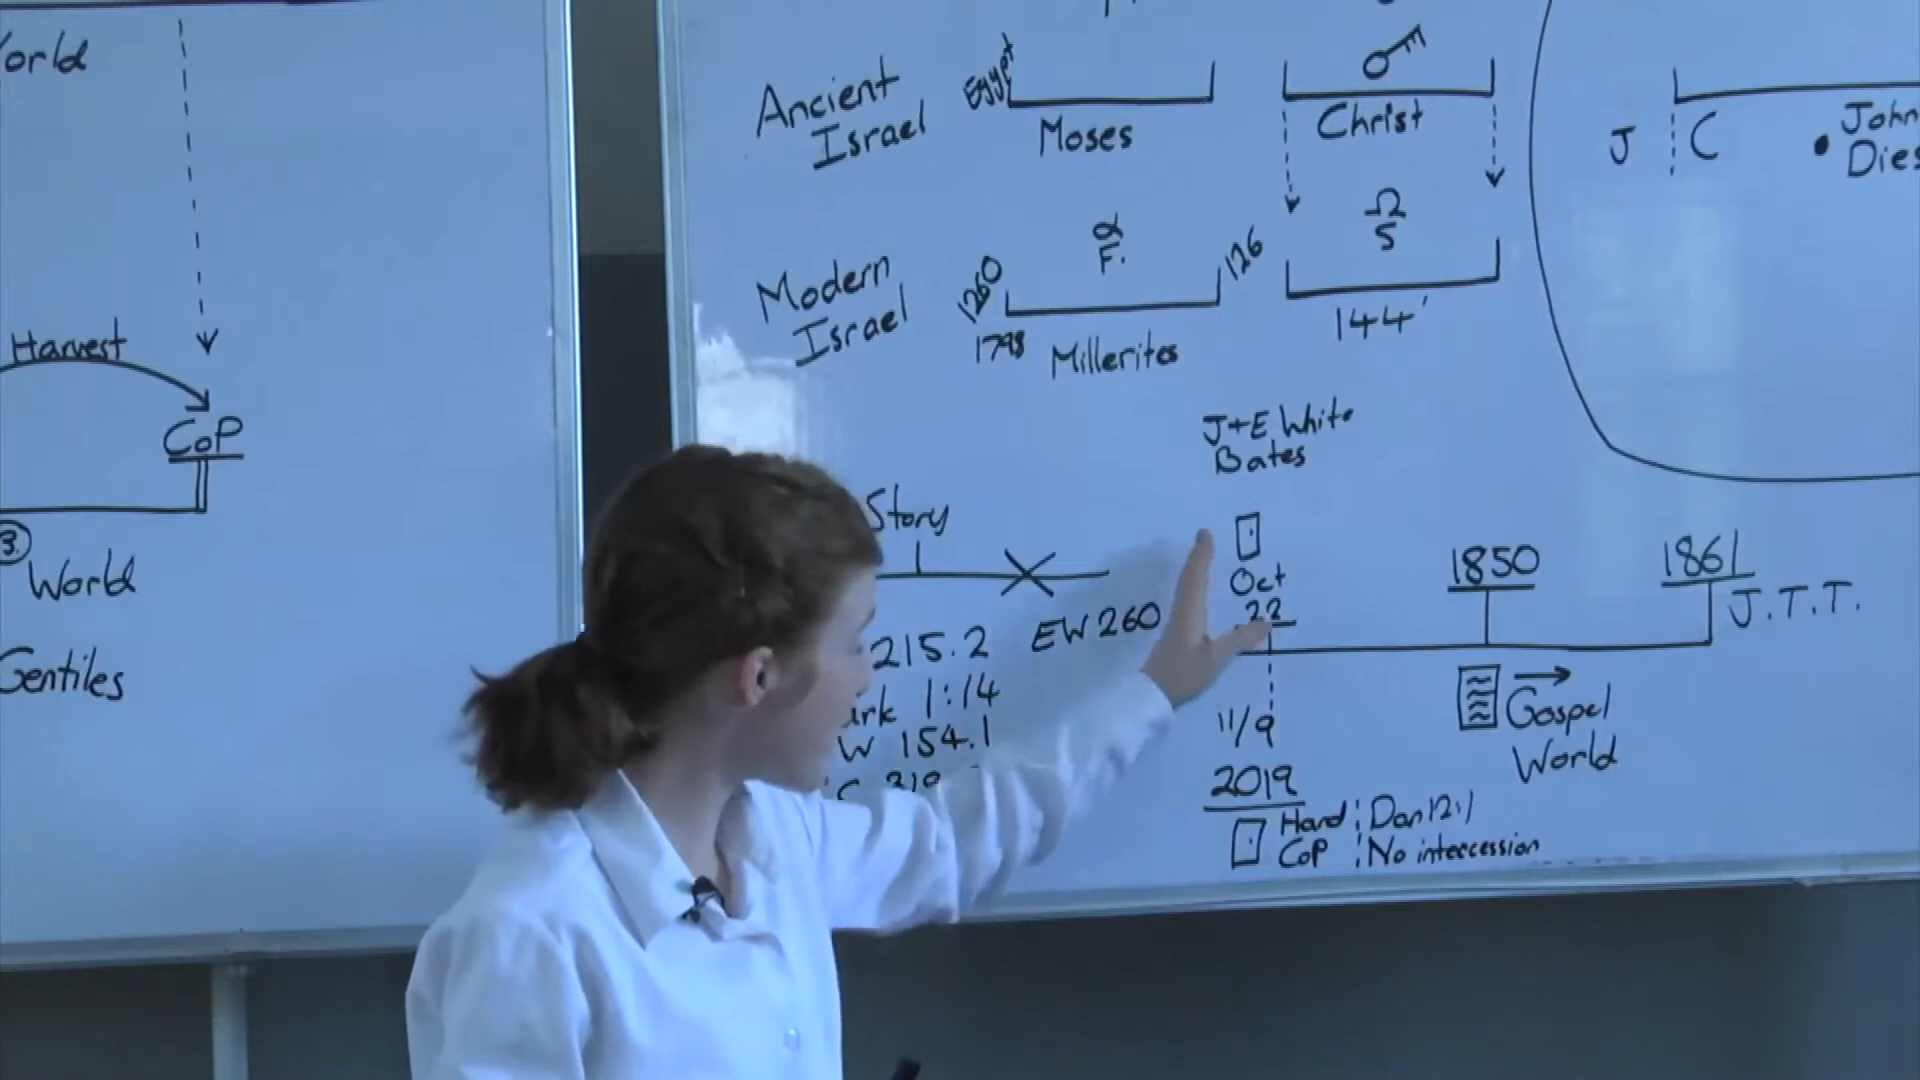 World
Harvest
CoP
3.
World
Gentiles
Ancient
Israel
Egypt
Moses
Christ
J
C
John
Dies
Modern
Israel
1260
1798
α
F.
126
Millerites
Ω
S
144'
J+E White
Bates
Story
Oct
22
1850
1861
J.T.T.
215.2
EW 260
1:14
W 154.1
11/9
Gospel
World
2019
Hard: Dan 12:1
CoP: No intercession